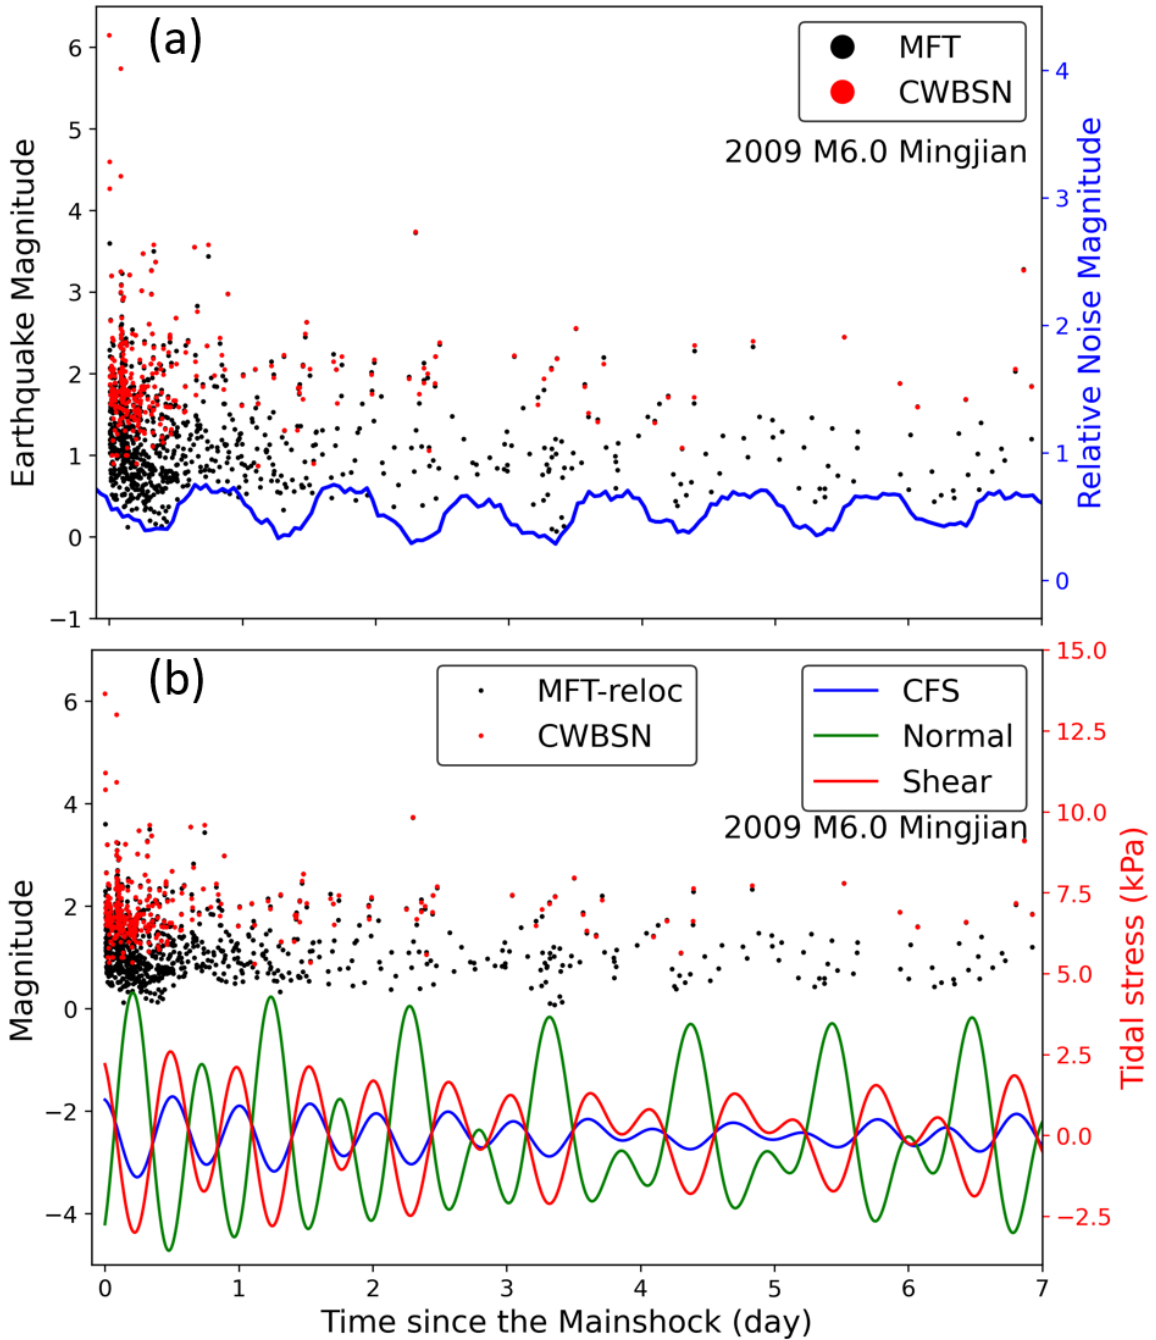 (a)
MFT
CWBSN
2009 M6.0 Mingjian
Earthquake Magnitude
6
5
4
3
2
1
0
−1
Relative Noise Magnitude
4
3
2
1
0
(b)
MFT-reloc
CWBSN
CFS
Normal
Shear
2009 M6.0 Mingjian
Magnitude
6
4
2
0
−2
−4
Tidal stress (kPa)
15.0
12.5
10.0
7.5
5.0
2.5
0.0
−2.5
0 1 2 3 4 5 6 7
Time since the Mainshock (day)